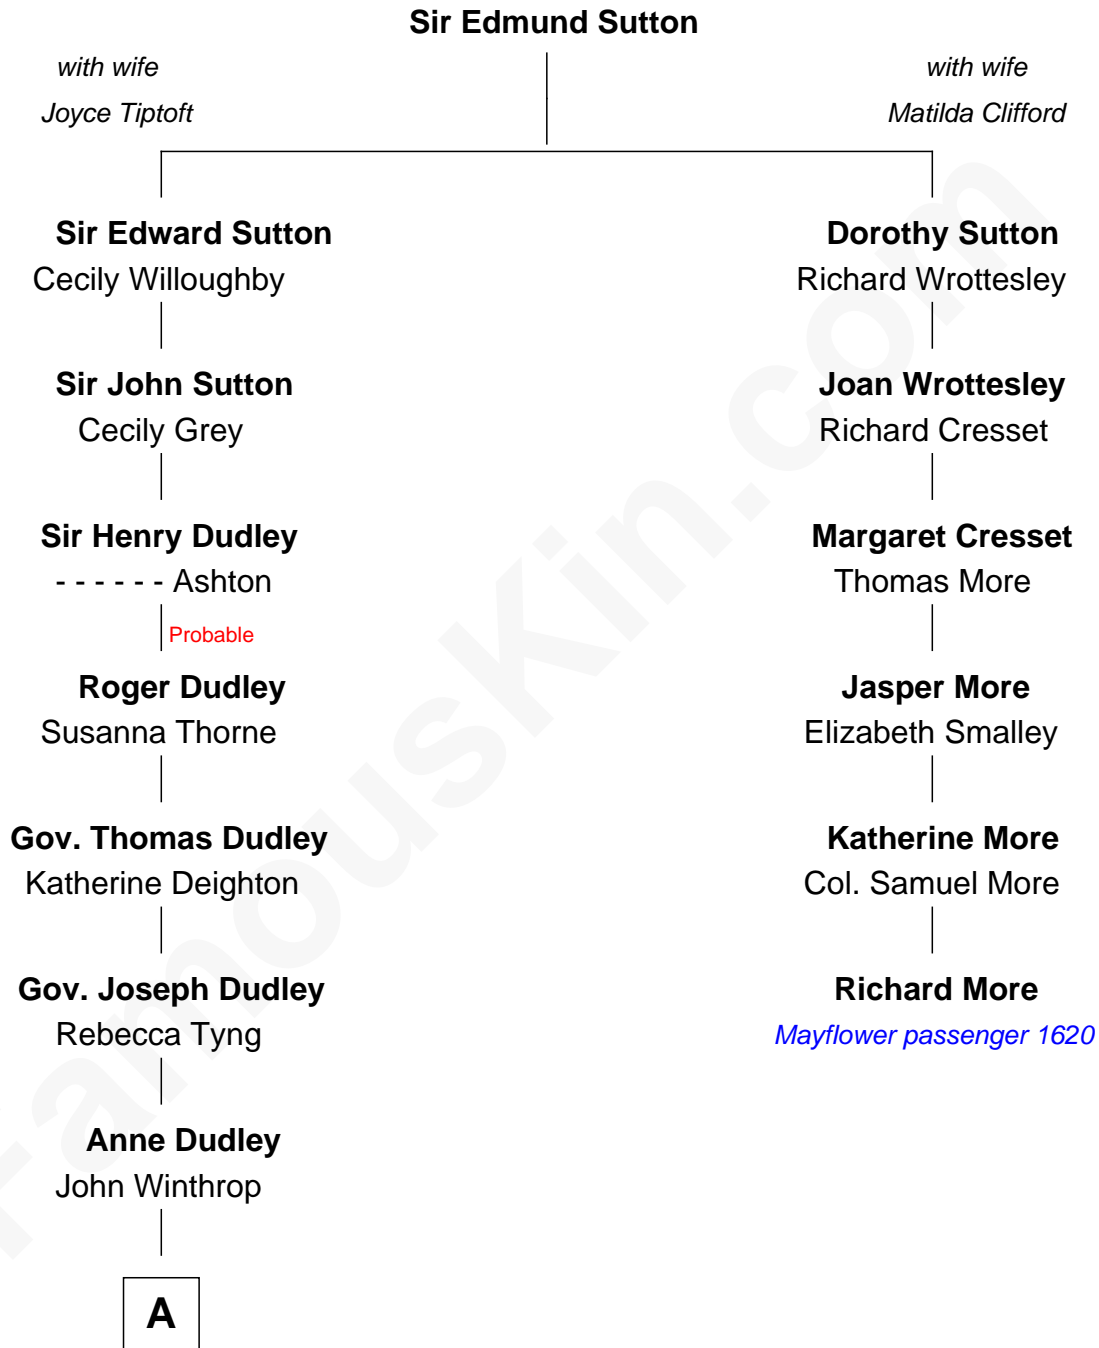 Sir Edmund Sutton
with wife
Joyce Tiptoft
with wife
Matilda Clifford
Sir Edward Sutton
Cecily Willoughby
Dorothy Sutton
Richard Wrottesley
Sir John Sutton
Cecily Grey
Joan Wrottesley
Richard Cresset
Sir Henry Dudley
- - - - - - Ashton
Margaret Cresset
Thomas More
Probable
Roger Dudley
Susanna Thorne
Jasper More
Elizabeth Smalley
Gov. Thomas Dudley
Katherine Deighton
Katherine More
Col. Samuel More
Gov. Joseph Dudley
Rebecca Tyng
Richard More
Mayflower passenger 1620
Anne Dudley
John Winthrop
A
FamousKin.com